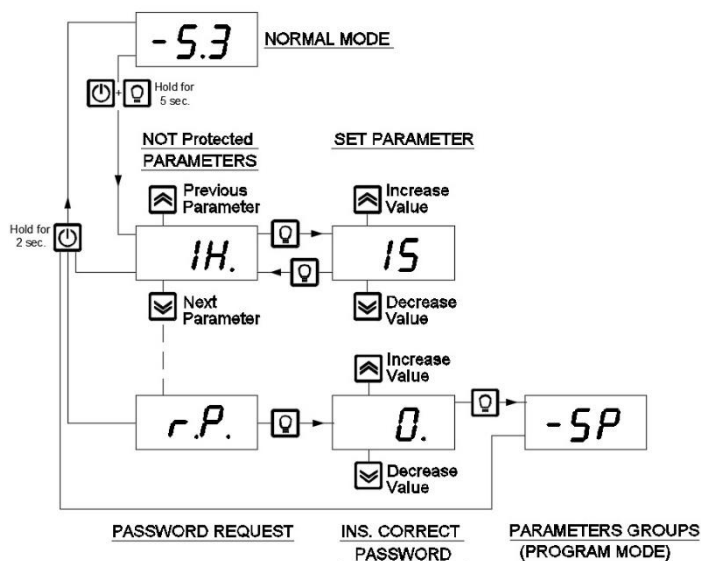 -5.3
NORMAL MODE
+
Hold for
5 sec.
NOT Protected
PARAMETERS
SET PARAMETER
Previous
Parameter
Increase
Value
Hold for
2 sec.
1H.
15
Next
Parameter
Decrease
Value
Increase
Value
r.P.
0.
-SP
Decrease
Value
PASSWORD REQUEST
INS. CORRECT
PASSWORD
PARAMETERS GROUPS
(PROGRAM MODE)